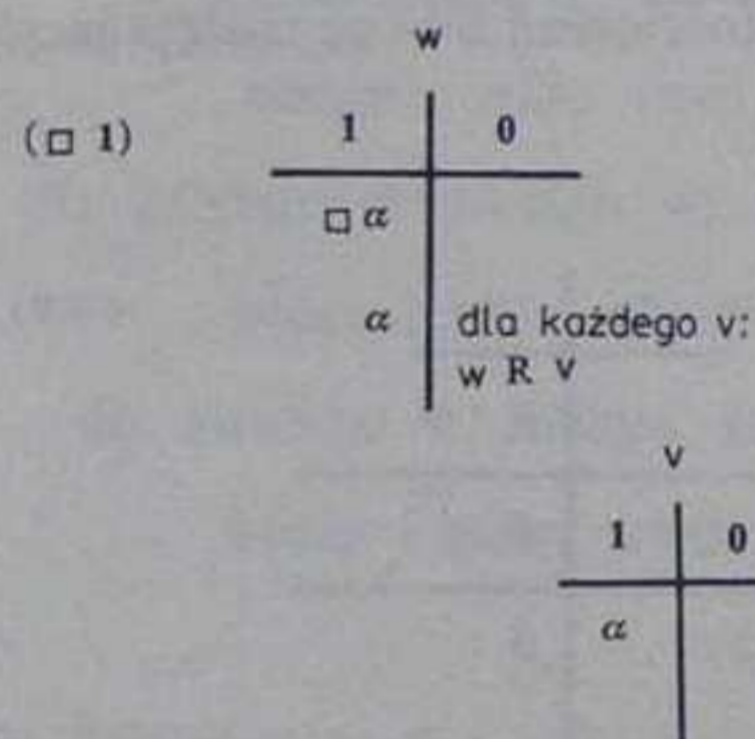 w
(□ 1) 1 0
□ α
α dla każdego v:
w R v
v
1 0
α